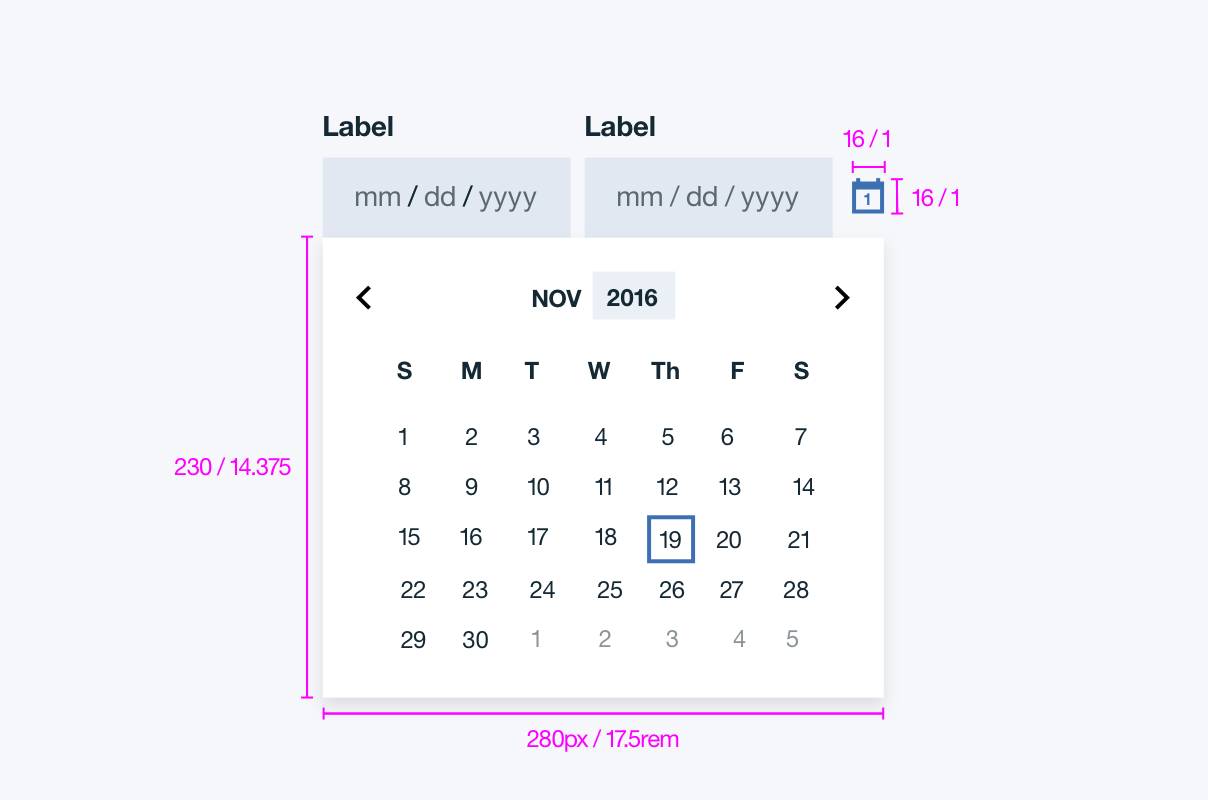 Label Label
16 / 1
mm / dd / yyyy mm / dd / yyyy 1 16 / 1
NOV 2016
S M T W Th F S
1 2 3 4 5 6 7
230 / 14.375
8 9 10 11 12 13 14
15 16 17 18 19 20 21
22 23 24 25 26 27 28
29 30 1 2 3 4 5
280px / 17.5rem